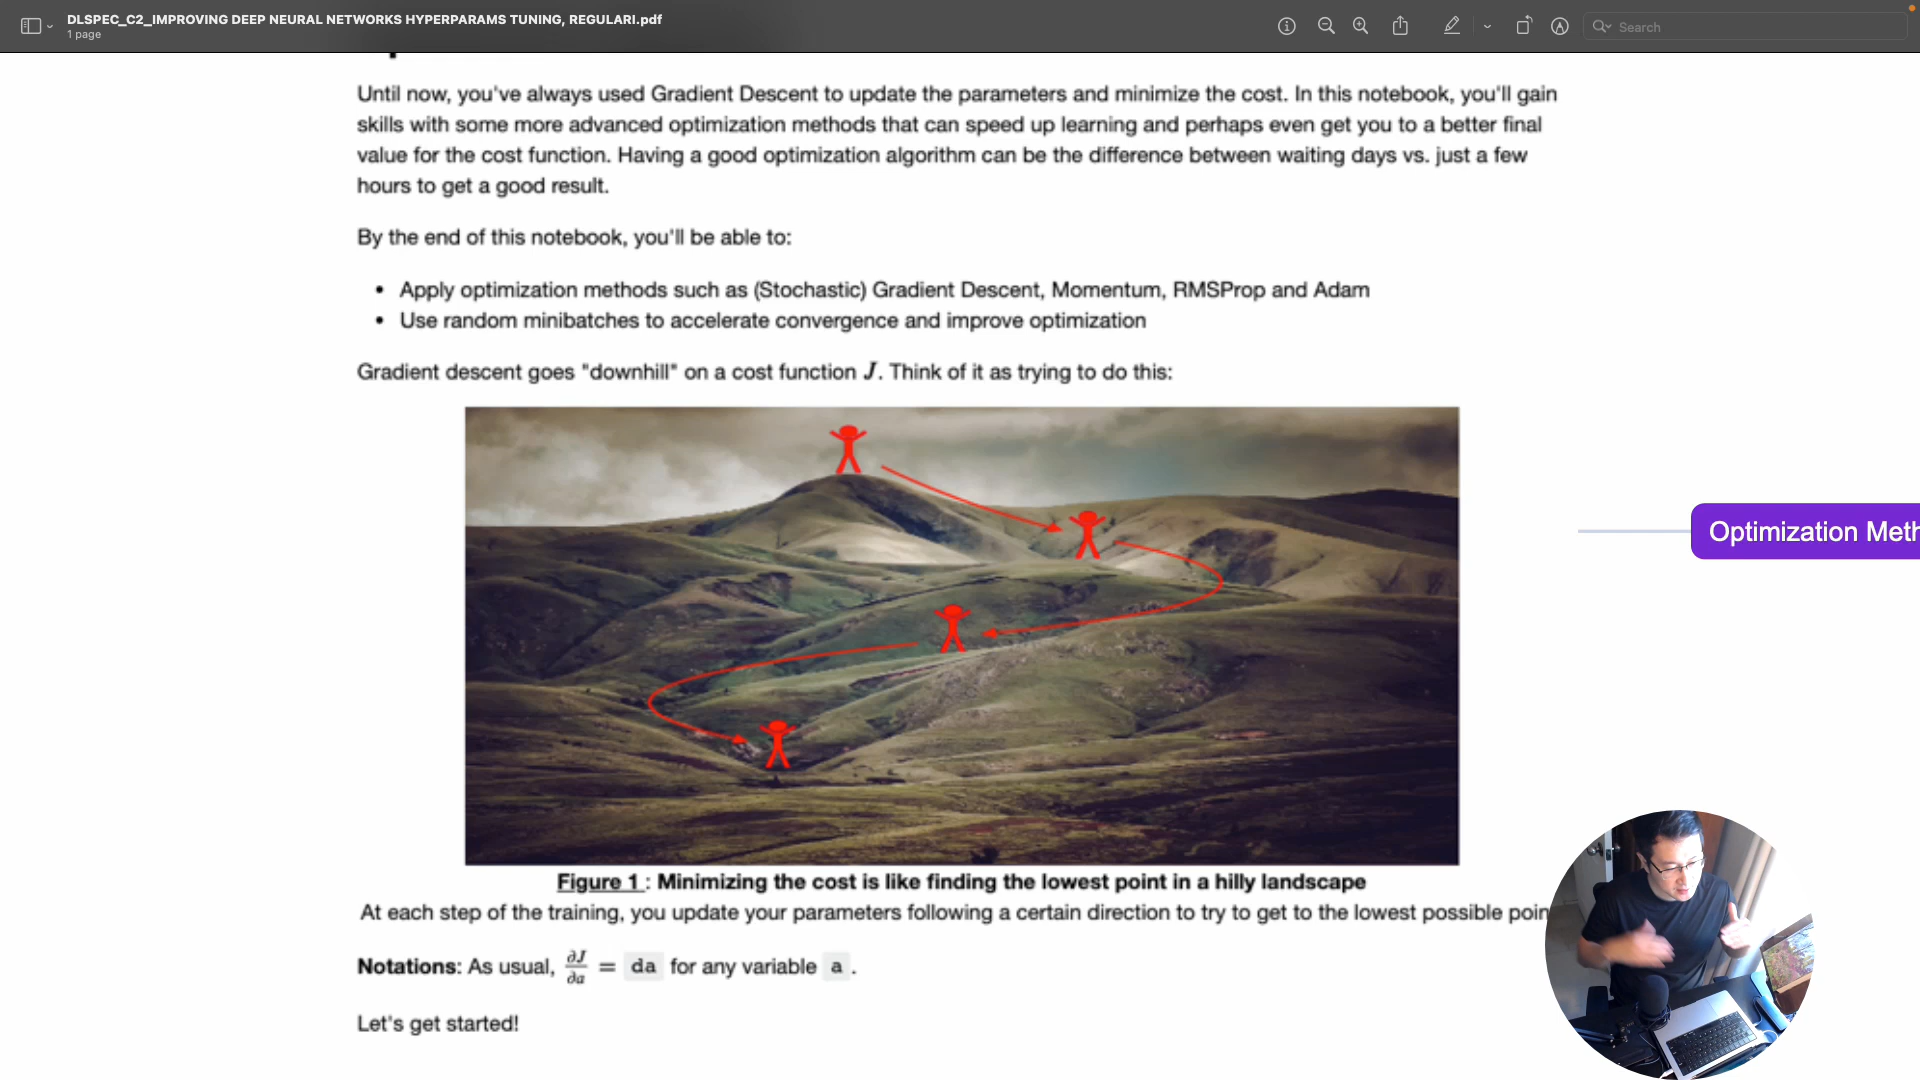 DLSPEC_C2_IMPROVING DEEP NEURAL NETWORKS HYPERPARAMS TUNING, REGULARI.pdf
1 page
Search
Until now, you've always used Gradient Descent to update the parameters and minimize the cost. In this notebook, you'll gain
skills with some more advanced optimization methods that can speed up learning and perhaps even get you to a better final
value for the cost function. Having a good optimization algorithm can be the difference between waiting days vs. just a few
hours to get a good result.
By the end of this notebook, you'll be able to:
• Apply optimization methods such as (Stochastic) Gradient Descent, Momentum, RMSProp and Adam
• Use random minibatches to accelerate convergence and improve optimization
Gradient descent goes "downhill" on a cost function J. Think of it as trying to do this:
Optimization Meth
Figure 1 : Minimizing the cost is like finding the lowest point in a hilly landscape
At each step of the training, you update your parameters following a certain direction to try to get to the lowest possible poin
Notations: As usual, ∂J/∂a = da for any variable a .
Let's get started!